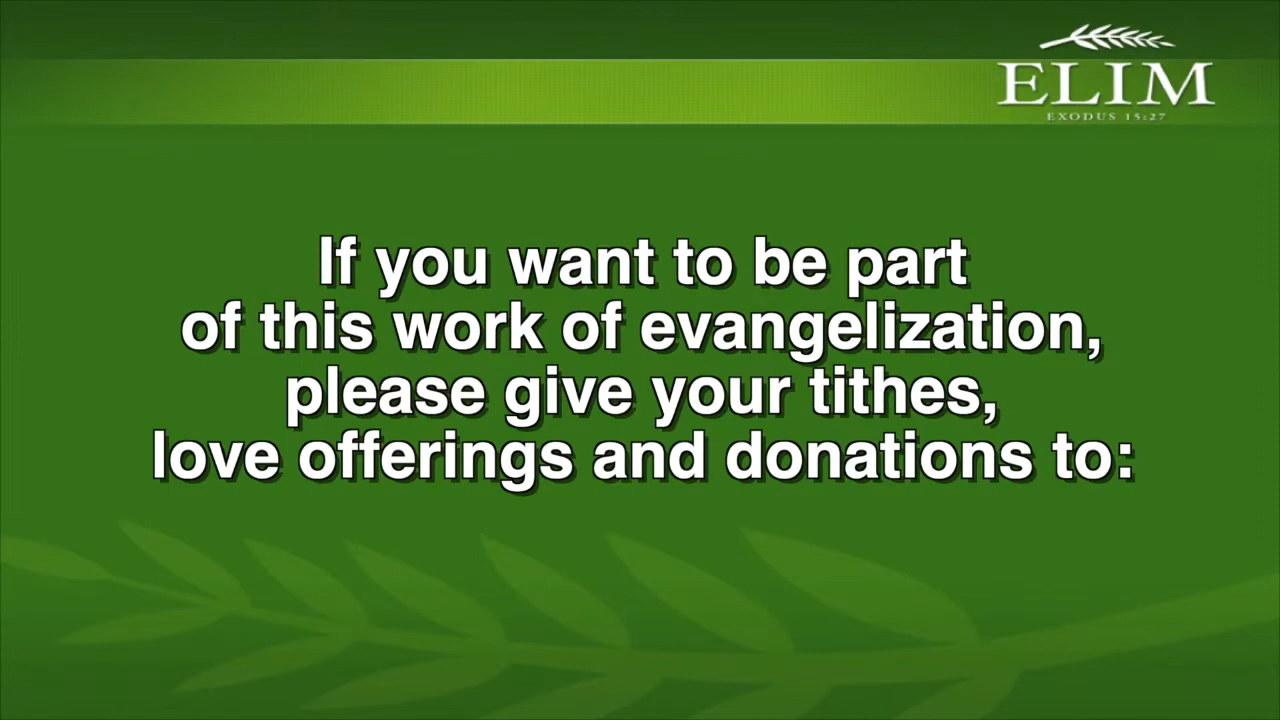 ELIM
EXODUS 15:27
If you want to be part
of this work of evangelization,
please give your tithes,
love offerings and donations to: